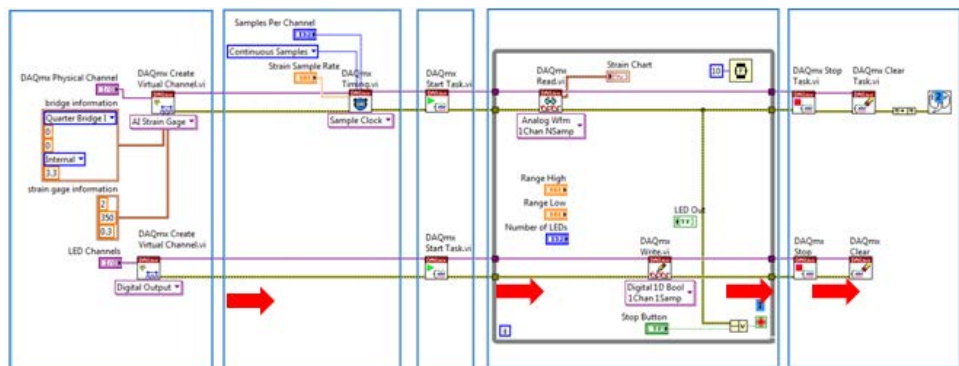 DAQmx Physical Channel
DAQmx Create
Virtual Channel.vi
bridge information
Quarter Bridge I
0
0
Internal
3.3
AI Strain Gage
strain gage information
2
350
0.3
LED Channels
DAQmx Create
Virtual Channel.vi
Digital Output
Samples Per Channel
Continuous Samples
Strain Sample Rate
DAQmx
Timing.vi
Sample Clock
DAQmx
Start Task.vi
DAQmx
Start Task.vi
DAQmx
Read.vi
Strain Chart
10
Analog Wfm
1Chan NSamp
Range High
Range Low
Number of LEDs
LED Out
TF
DAQmx
Write.vi
Digital 1D Bool
1Chan 1Samp
Stop Button
TF
i
DAQmx Stop
Task.vi
DAQmx Clear
Task.vi
DAQmx
Stop
DAQmx
Clear